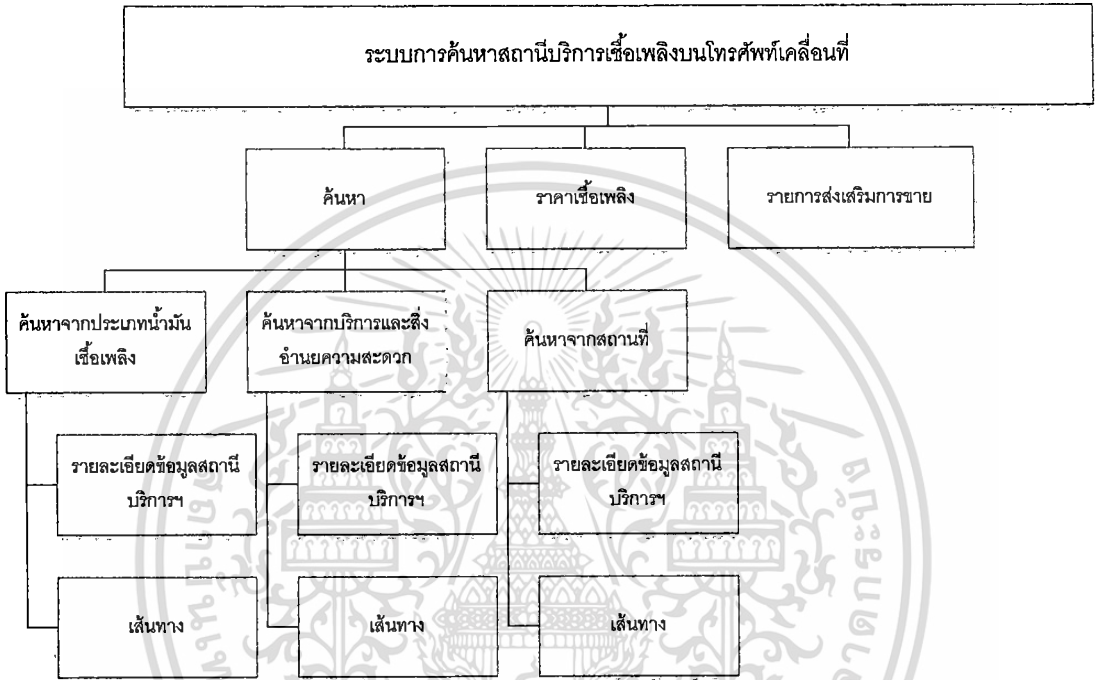 ระบบการค้นหาสถานีบริการเชื้อเพลิงบนโทรศัพท์เคลื่อนที่
ค้นหา
ราคาเชื้อเพลิง
รายการส่งเสริมการขาย
ค้นหาจากประเภทน้ำมัน
เชื้อเพลิง
ค้นหาจากบริการและสิ่ง
อำนยความสะดวก
ค้นหาจากสถานที่
รายละเอียดข้อมูลสถานี
บริการฯ
รายละเอียดข้อมูลสถานี
บริการฯ
รายละเอียดข้อมูลสถานี
บริการฯ
เส้นทาง
เส้นทาง
เส้นทาง